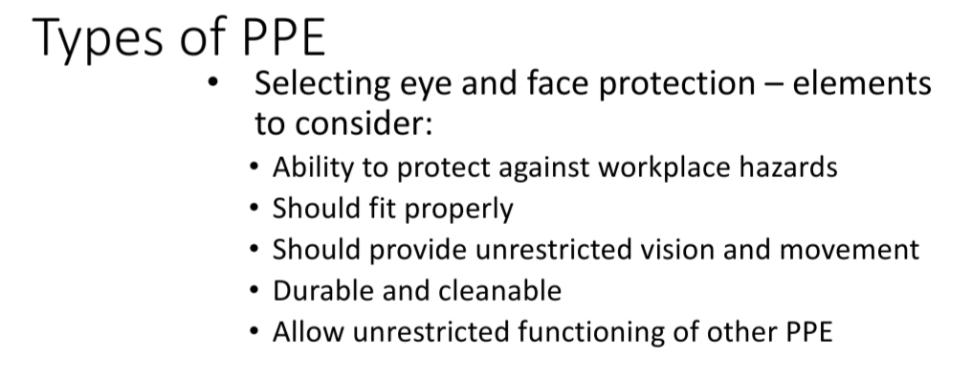 Types of PPE
• Selecting eye and face protection – elements
to consider:
• Ability to protect against workplace hazards
• Should fit properly
• Should provide unrestricted vision and movement
• Durable and cleanable
• Allow unrestricted functioning of other PPE